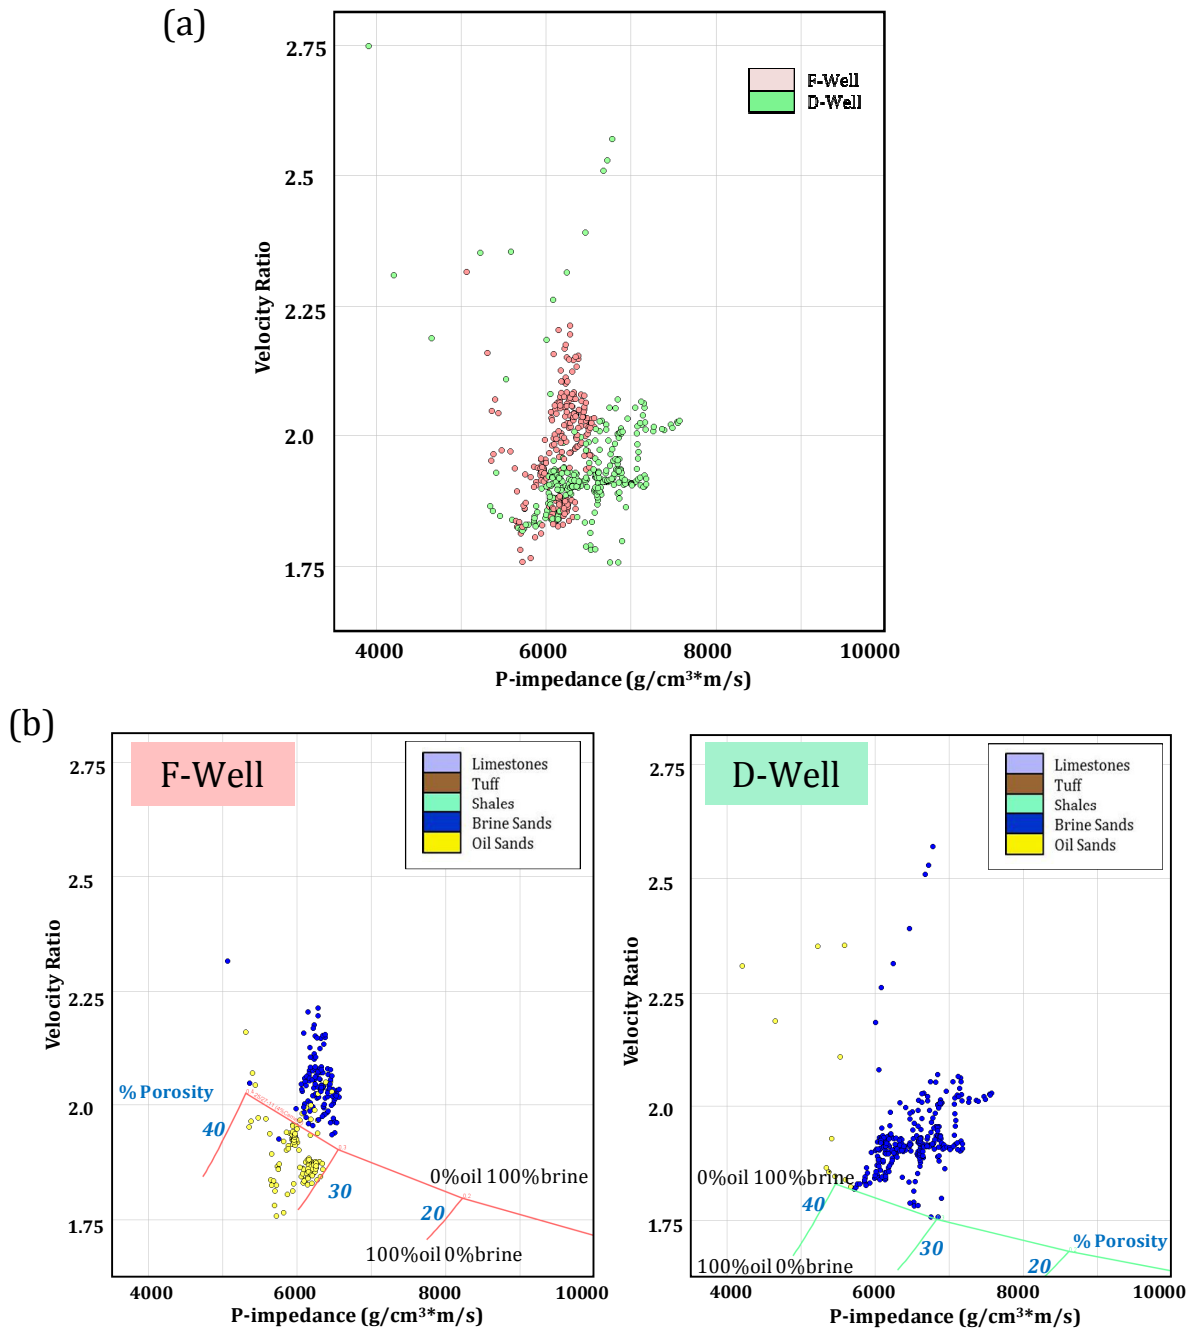 (a)
2.75
2.5
2.25
2.0
1.75
Velocity Ratio
F-Well
D-Well
4000 6000 8000 10000
P-impedance (g/cm³*m/s)
(b)
F-Well
Limestones
Tuff
Shales
Brine Sands
Oil Sands
2.75
2.5
2.25
2.0
1.75
Velocity Ratio
% Porosity
40
30
20
0%oil 100%brine
100%oil 0%brine
4000 6000 8000 10000
P-impedance (g/cm³*m/s)
D-Well
Limestones
Tuff
Shales
Brine Sands
Oil Sands
2.75
2.5
2.25
2.0
1.75
Velocity Ratio
0%oil 100%brine
40
30
% Porosity
20
100%oil 0%brine
4000 6000 8000 10000
P-impedance (g/cm³*m/s)